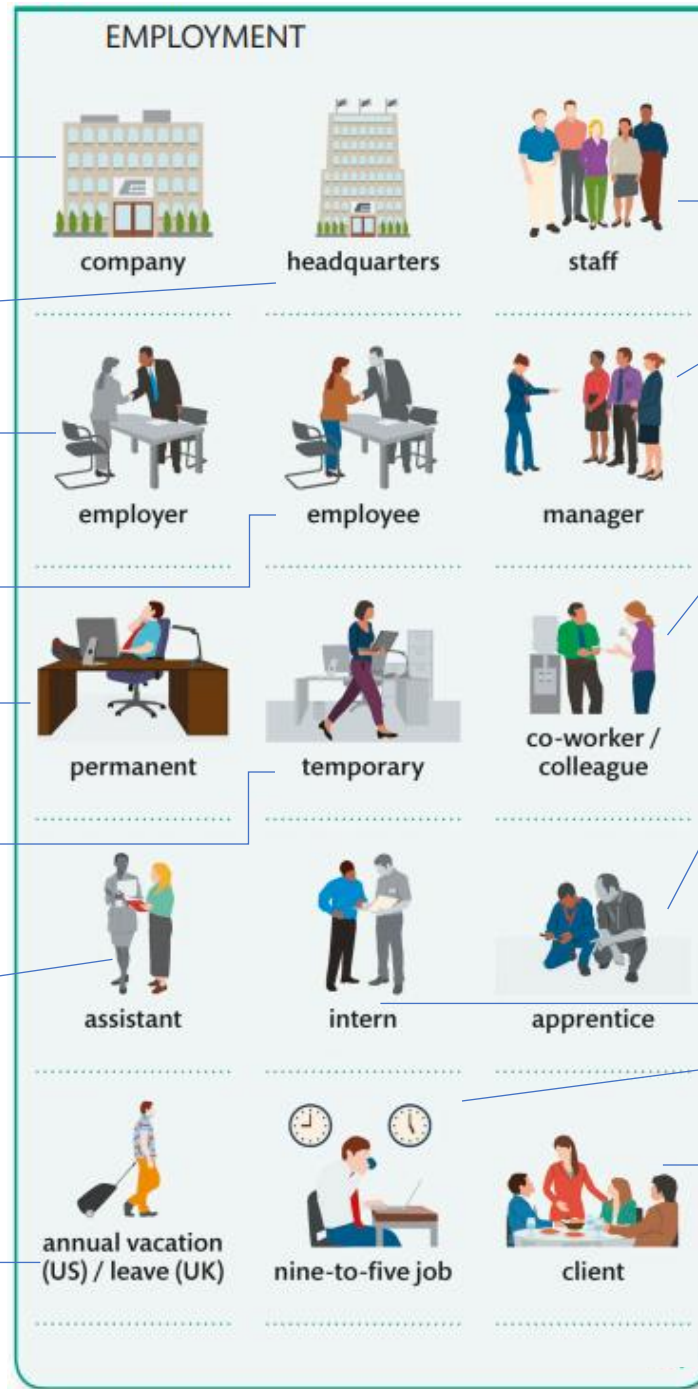 EMPLOYMENT
company
headquarters
staff
employer
employee
manager
permanent
temporary
co-worker /
colleague
assistant
intern
apprentice
annual vacation
(US) / leave (UK)
nine-to-five job
client